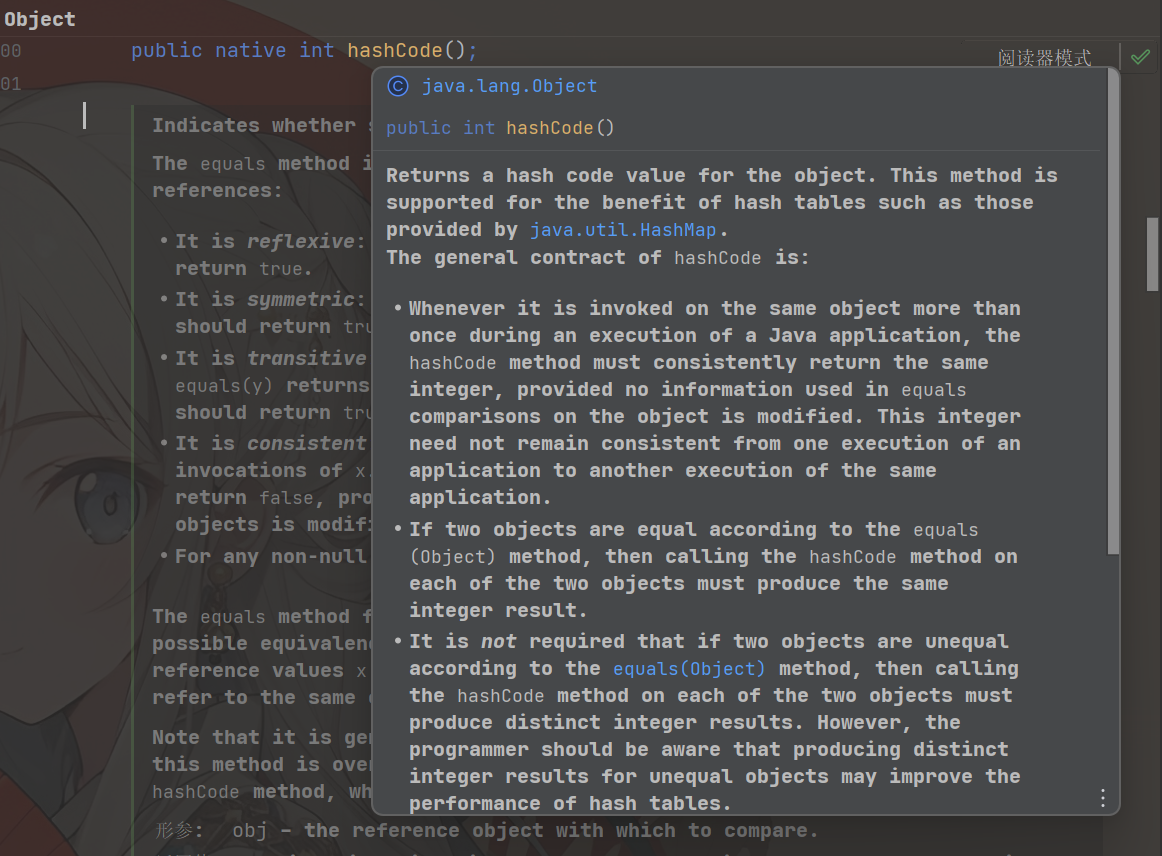 Object
00 public native int hashCode();
阅读器模式
01
Indicates whether
The equals method
references:
• It is reflexive:
return true.
• It is symmetric:
should return
• It is transitive
equals(y) returns
should return
• It is consistent
invocations of x.
return false,
objects is
• For any non-null
The equals method
possible
reference values x
refer to the same
Note that it is
this method is
hashCode method,
形参: obj – the reference object with which to compare.
java.lang.Object
public int hashCode()
Returns a hash code value for the object. This method is
supported for the benefit of hash tables such as those
provided by java.util.HashMap.
The general contract of hashCode is:
• Whenever it is invoked on the same object more than
once during an execution of a Java application, the
hashCode method must consistently return the same
integer, provided no information used in equals
comparisons on the object is modified. This integer
need not remain consistent from one execution of an
application to another execution of the same
application.
• If two objects are equal according to the equals
(Object) method, then calling the hashCode method on
each of the two objects must produce the same
integer result.
• It is not required that if two objects are unequal
according to the equals(Object) method, then calling
the hashCode method on each of the two objects must
produce distinct integer results. However, the
programmer should be aware that producing distinct
integer results for unequal objects may improve the
performance of hash tables.